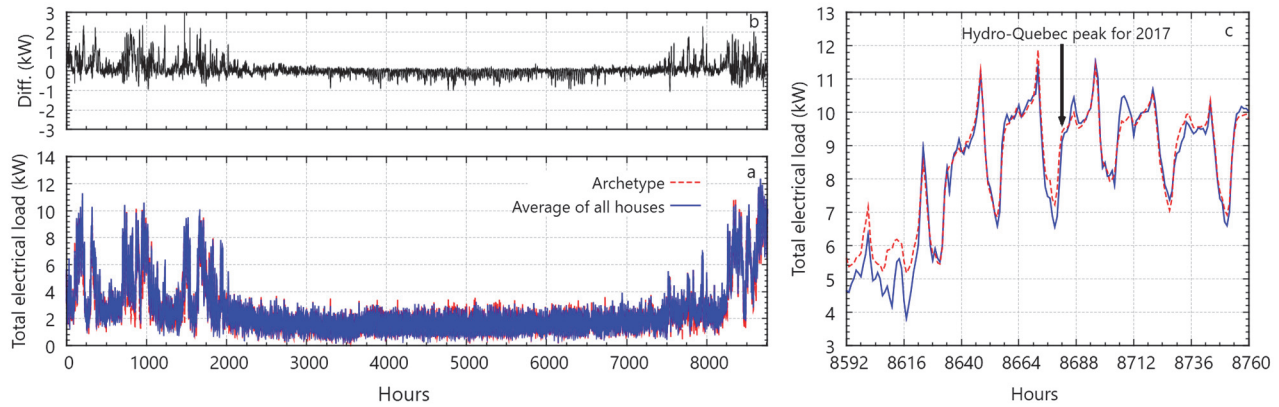 b
Diff. (kW)
3
2
1
0
-1
-2
-3
a
Total electrical load (kW)
14
12
10
8
6
4
2
0
Archetype
Average of all houses
0 1000 2000 3000 4000 5000 6000 7000 8000
Hours
c
Hydro-Quebec peak for 2017
Total electrical load (kW)
13
12
11
10
9
8
7
6
5
4
3
8592 8616 8640 8664 8688 8712 8736 8760
Hours